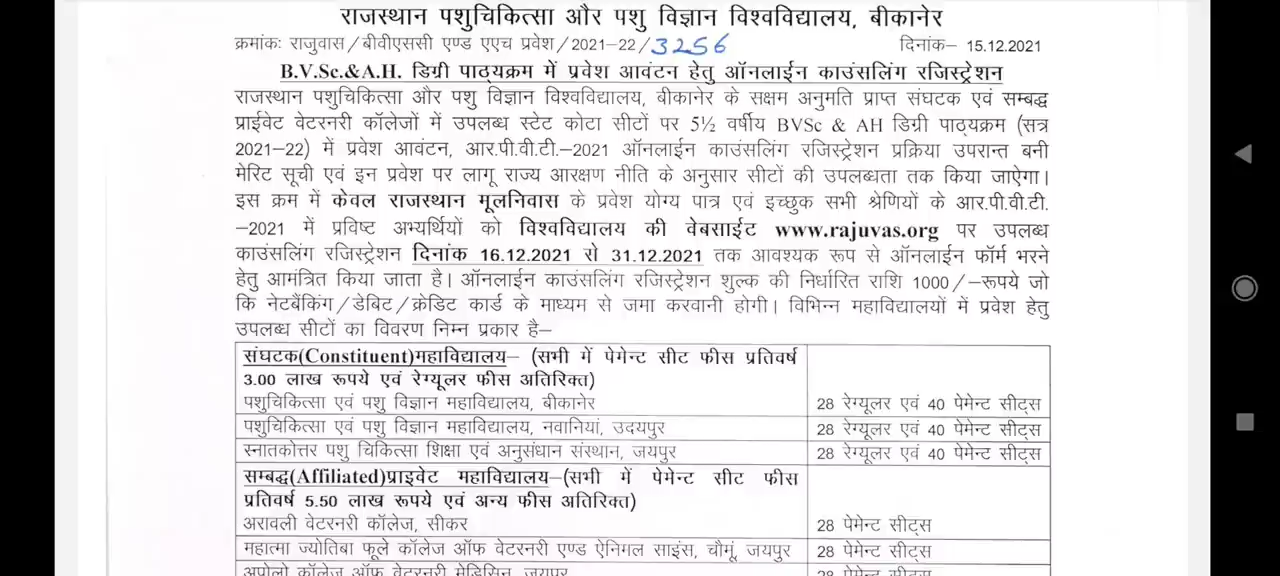 राजस्थान पशुचिकित्सा और पशु विज्ञान विश्वविद्यालय, बीकानेर
क्रमांकः राजुवास/बीवीएससी एण्ड एएच प्रवेश/2021-22/3256 दिनांक- 15.12.2021
B.V.Sc.&A.H. डिग्री पाठ्यक्रम में प्रवेश आवंटन हेतु ऑनलाईन काउंसलिंग रजिस्ट्रेशन
राजस्थान पशुचिकित्सा और पशु विज्ञान विश्वविद्यालय, बीकानेर के सक्षम अनुमति प्राप्त संघटक एवं सम्बद्ध
प्राईवेट वेटरनरी कॉलेजों में उपलब्ध स्टेट कोटा सीटों पर 5½ वर्षीय BVSc & AH डिग्री पाठ्यक्रम (सत्र
2021-22) में प्रवेश आवंटन, आर.पी.वी.टी.-2021 ऑनलाईन काउंसलिंग रजिस्ट्रेशन प्रक्रिया उपरान्त बनी
मेरिट सूची एवं इन प्रवेश पर लागू राज्य आरक्षण नीति के अनुसार सीटों की उपलब्धता तक किया जाऐगा।
इस क्रम में केवल राजस्थान मूलनिवास के प्रवेश योग्य पात्र एवं इच्छुक सभी श्रेणियों के आर.पी.वी.टी.
-2021 में प्रविष्ट अभ्यर्थियों को विश्वविद्यालय की वेबसाईट www.rajuvas.org पर उपलब्ध
काउंसलिंग रजिस्ट्रेशन दिनांक 16.12.2021 से 31.12.2021 तक आवश्यक रूप से ऑनलाईन फॉर्म भरने
हेतु आमंत्रित किया जाता है। ऑनलाईन काउंसलिंग रजिस्ट्रेशन शुल्क की निर्धारित राशि 1000/-रूपये जो
कि नेटबैंकिंग/डेबिट/क्रेडिट कार्ड के माध्यम से जमा करवानी होगी। विभिन्न महाविद्यालयों में प्रवेश हेतु
उपलब्ध सीटों का विवरण निम्न प्रकार है-
संघटक(Constituent)महाविद्यालय- (सभी में पेमेन्ट सीट फीस प्रतिवर्ष
3.00 लाख रूपये एवं रेग्यूलर फीस अतिरिक्त)
पशुचिकित्सा एवं पशु विज्ञान महाविद्यालय, बीकानेर 28 रेग्यूलर एवं 40 पेमेन्ट सीट्स
पशुचिकित्सा एवं पशु विज्ञान महाविद्यालय, नवानियां, उदयपुर 28 रेग्यूलर एवं 40 पेमेन्ट सीट्स
स्नातकोत्तर पशु चिकित्सा शिक्षा एवं अनुसंधान संस्थान, जयपुर 28 रेग्यूलर एवं 40 पेमेन्ट सीट्स
सम्बद्ध(Affiliated)प्राइवेट महाविद्यालय-(सभी में पेमेन्ट सीट फीस
प्रतिवर्ष 5.50 लाख रूपये एवं अन्य फीस अतिरिक्त)
अरावली वेटरनरी कॉलेज, सीकर 28 पेमेन्ट सीट्स
महात्मा ज्योतिबा फूले कॉलेज ऑफ वेटरनरी एण्ड ऐनिमल साइंस, चौमूं, जयपुर 28 पेमेन्ट सीट्स
अपोलो कॉलेज ऑफ वेटरनरी मेडिसिन, जयपुर 28 पेमेन्ट सीट्स